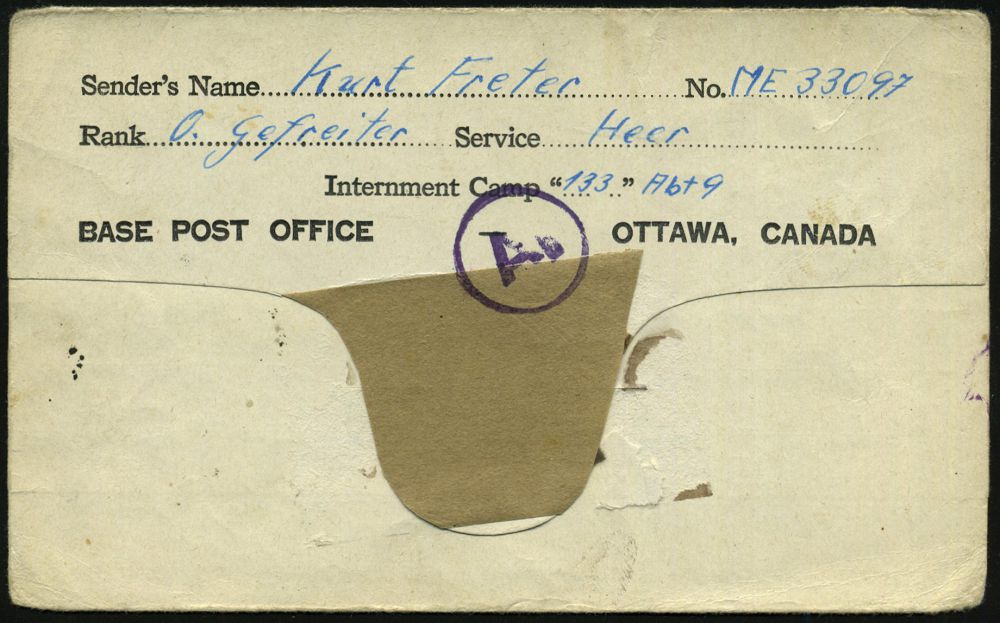 Sender's Name Kurt Freter No. ME 33097
Rank O. Gefreiter Service Heer
Internment Camp "133" Abt 9
BASE POST OFFICE OTTAWA, CANADA
A